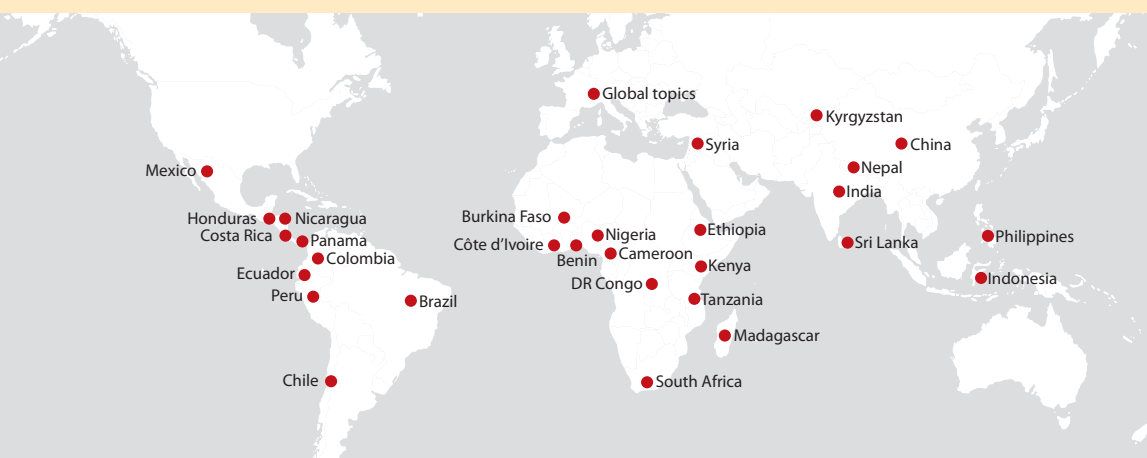 Global topics
Kyrgyzstan
Syria
China
Mexico
Nepal
India
Honduras
Nicaragua
Burkina Faso
Costa Rica
Panama
Nigeria
Ethiopia
Philippines
Côte d’Ivoire
Benin
Cameroon
Sri Lanka
Colombia
Kenya
Ecuador
DR Congo
Indonesia
Peru
Brazil
Tanzania
Madagascar
Chile
South Africa